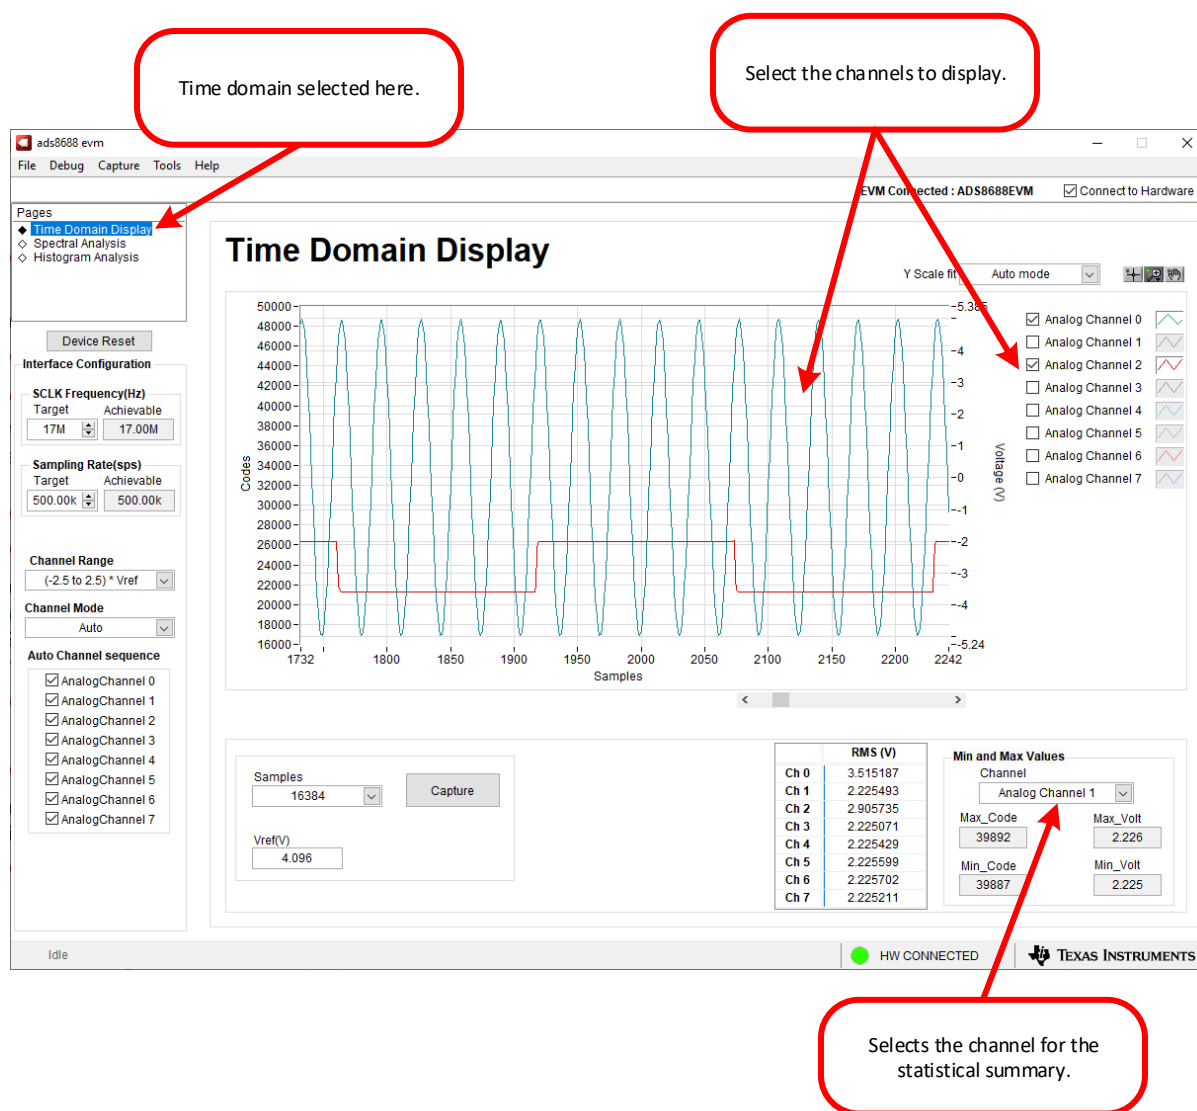 Time domain selected here.
Select the channels to display.
ads8688 evm
File Debug Capture Tools Help
EVM Connected : ADS8688EVM
Connect to Hardware
Pages
Time Domain Display
Spectral Analysis
Histogram Analysis
Device Reset
Interface Configuration
SCLK Frequency(Hz)
Target Achievable
17M 17.00M
Sampling Rate(sps)
Target Achievable
500.00k 500.00k
Channel Range
(-2.5 to 2.5) * Vref
Channel Mode
Auto
Auto Channel sequence
AnalogChannel 0
AnalogChannel 1
AnalogChannel 2
AnalogChannel 3
AnalogChannel 4
AnalogChannel 5
AnalogChannel 6
AnalogChannel 7
Time Domain Display
Y Scale fit Auto mode
50000
48000
46000
44000
42000
40000
38000
36000
34000
32000
30000
28000
26000
24000
22000
20000
18000
16000
Codes
1732 1800 1850 1900 1950 2000 2050 2100 2150 2200 2242
Samples
5.385
4
3
2
1
0
-1
-2
-3
-4
-5.24
Voltage (V)
Analog Channel 0
Analog Channel 1
Analog Channel 2
Analog Channel 3
Analog Channel 4
Analog Channel 5
Analog Channel 6
Analog Channel 7
Samples
16384
Capture
Vref(V)
4.096
RMS (V)
Ch 0 3.515187
Ch 1 2.225493
Ch 2 2.905735
Ch 3 2.225071
Ch 4 2.225429
Ch 5 2.225599
Ch 6 2.225702
Ch 7 2.225211
Min and Max Values
Channel
Analog Channel 1
Max_Code Max_Volt
39892 2.226
Min_Code Min_Volt
39887 2.225
Idle
HW CONNECTED
TEXAS INSTRUMENTS
Selects the channel for the
statistical summary.